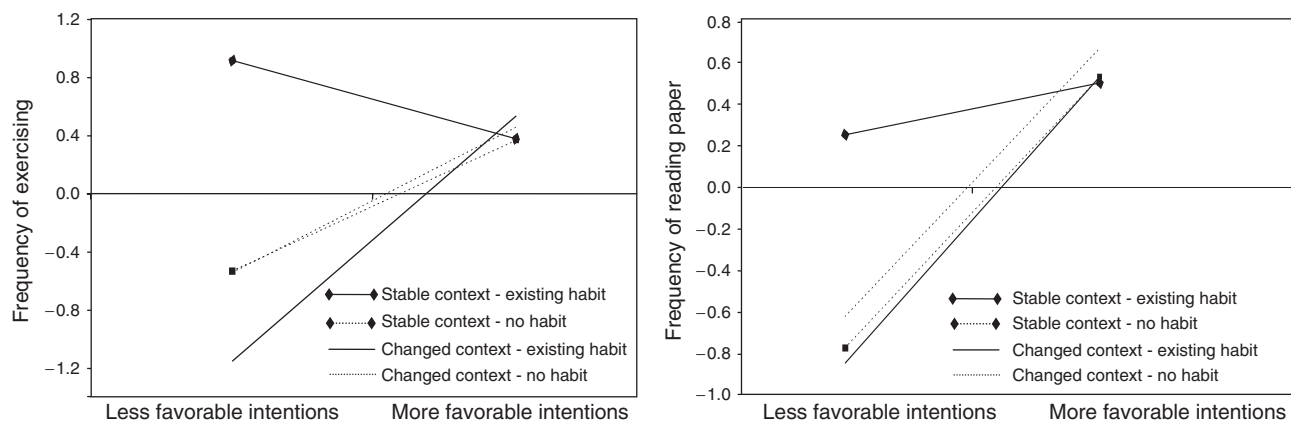 Frequency of exercising
1.2
0.8
0.4
0.0
−0.4
−0.8
−1.2
Stable context - existing habit
Stable context - no habit
Changed context - existing habit
Changed context - no habit
Less favorable intentions
More favorable intentions
Frequency of reading paper
0.8
0.6
0.4
0.2
0.0
−0.2
−0.4
−0.6
−0.8
−1.0
Stable context - existing habit
Stable context - no habit
Changed context - existing habit
Changed context - no habit
Less favorable intentions
More favorable intentions